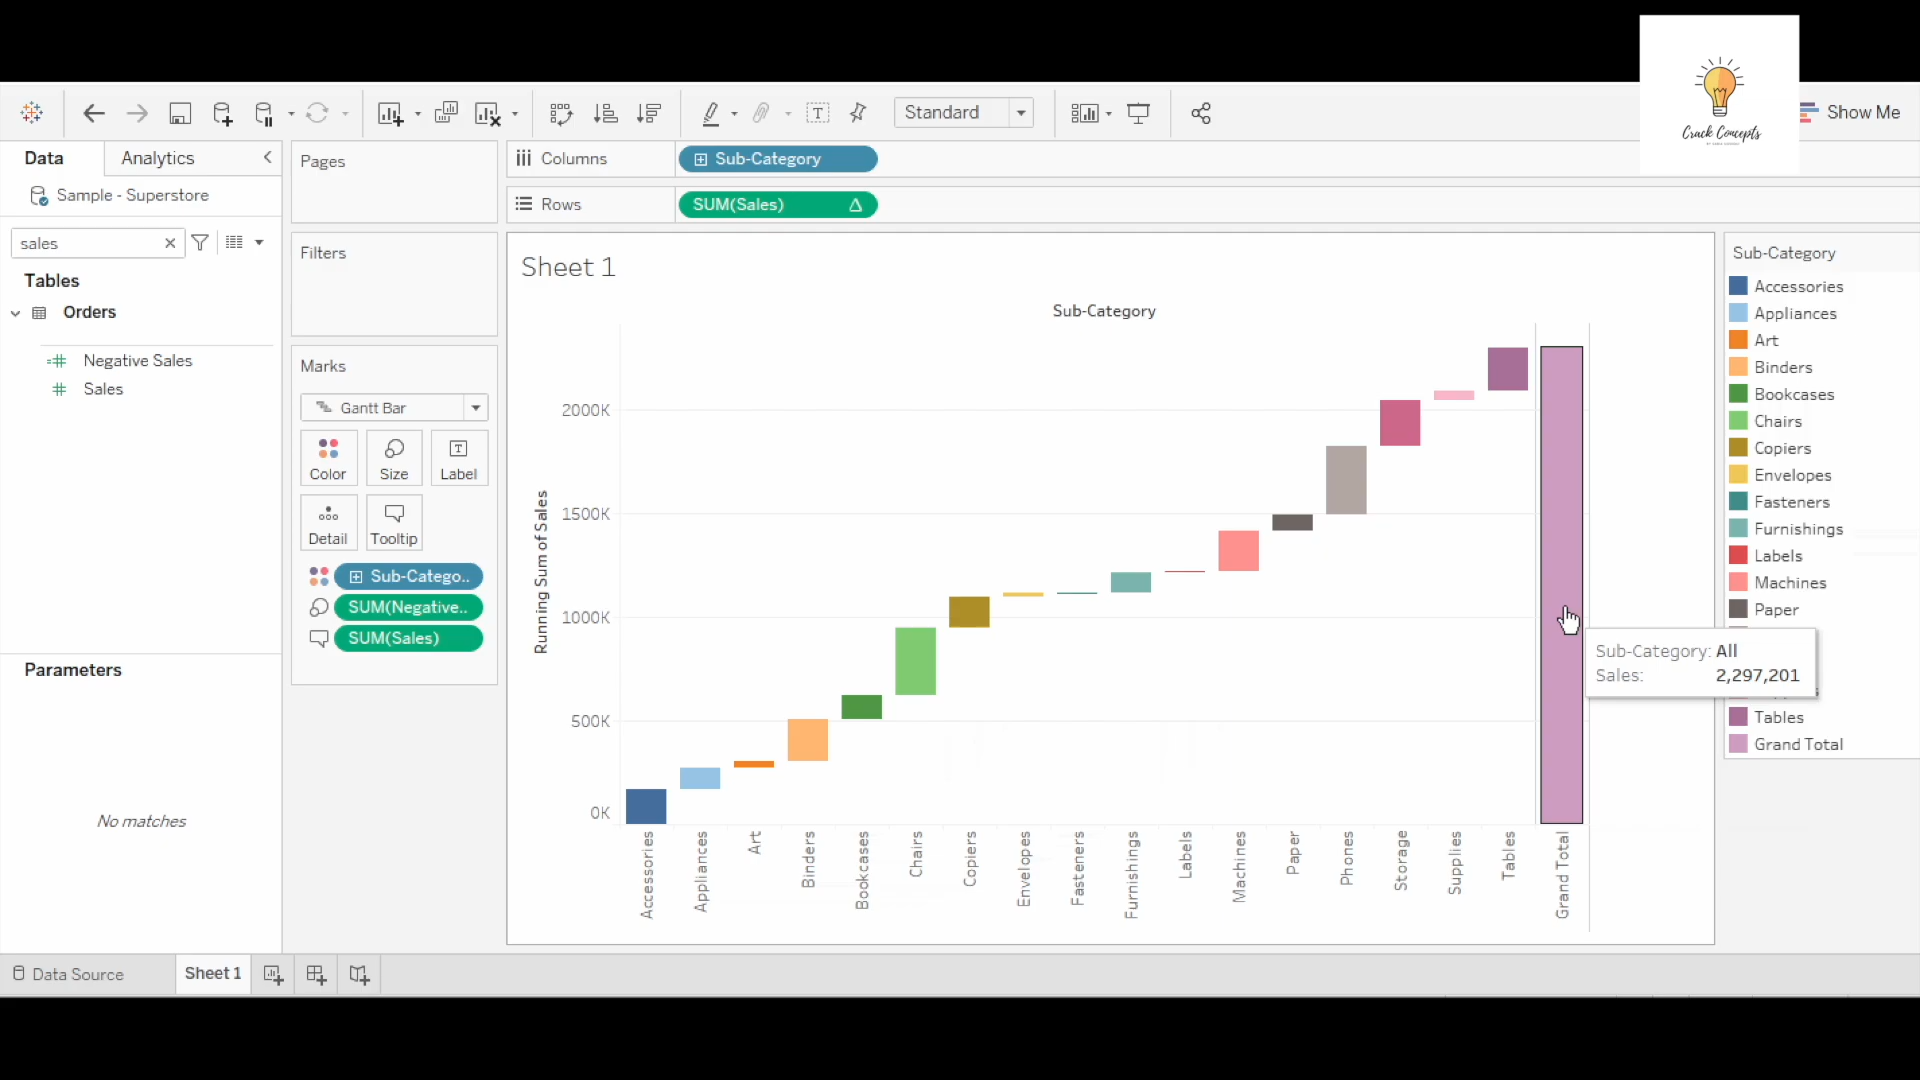 Crack Concepts
Standard
Show Me
Data
Analytics
Sample - Superstore
sales
Tables
Orders
Negative Sales
Sales
Parameters
No matches
Pages
Filters
Marks
Gantt Bar
Color
Size
Label
Detail
Tooltip
Sub-Catego..
SUM(Negative..
SUM(Sales)
Columns
Sub-Category
Rows
SUM(Sales)
Sheet 1
Sub-Category
Running Sum of Sales
2000K
1500K
1000K
500K
0K
Accessories
Appliances
Art
Binders
Bookcases
Chairs
Copiers
Envelopes
Fasteners
Furnishings
Labels
Machines
Paper
Phones
Storage
Supplies
Tables
Grand Total
Sub-Category: All
Sales: 2,297,201
Sub-Category
Accessories
Appliances
Art
Binders
Bookcases
Chairs
Copiers
Envelopes
Fasteners
Furnishings
Labels
Machines
Paper
Tables
Grand Total
Data Source
Sheet 1